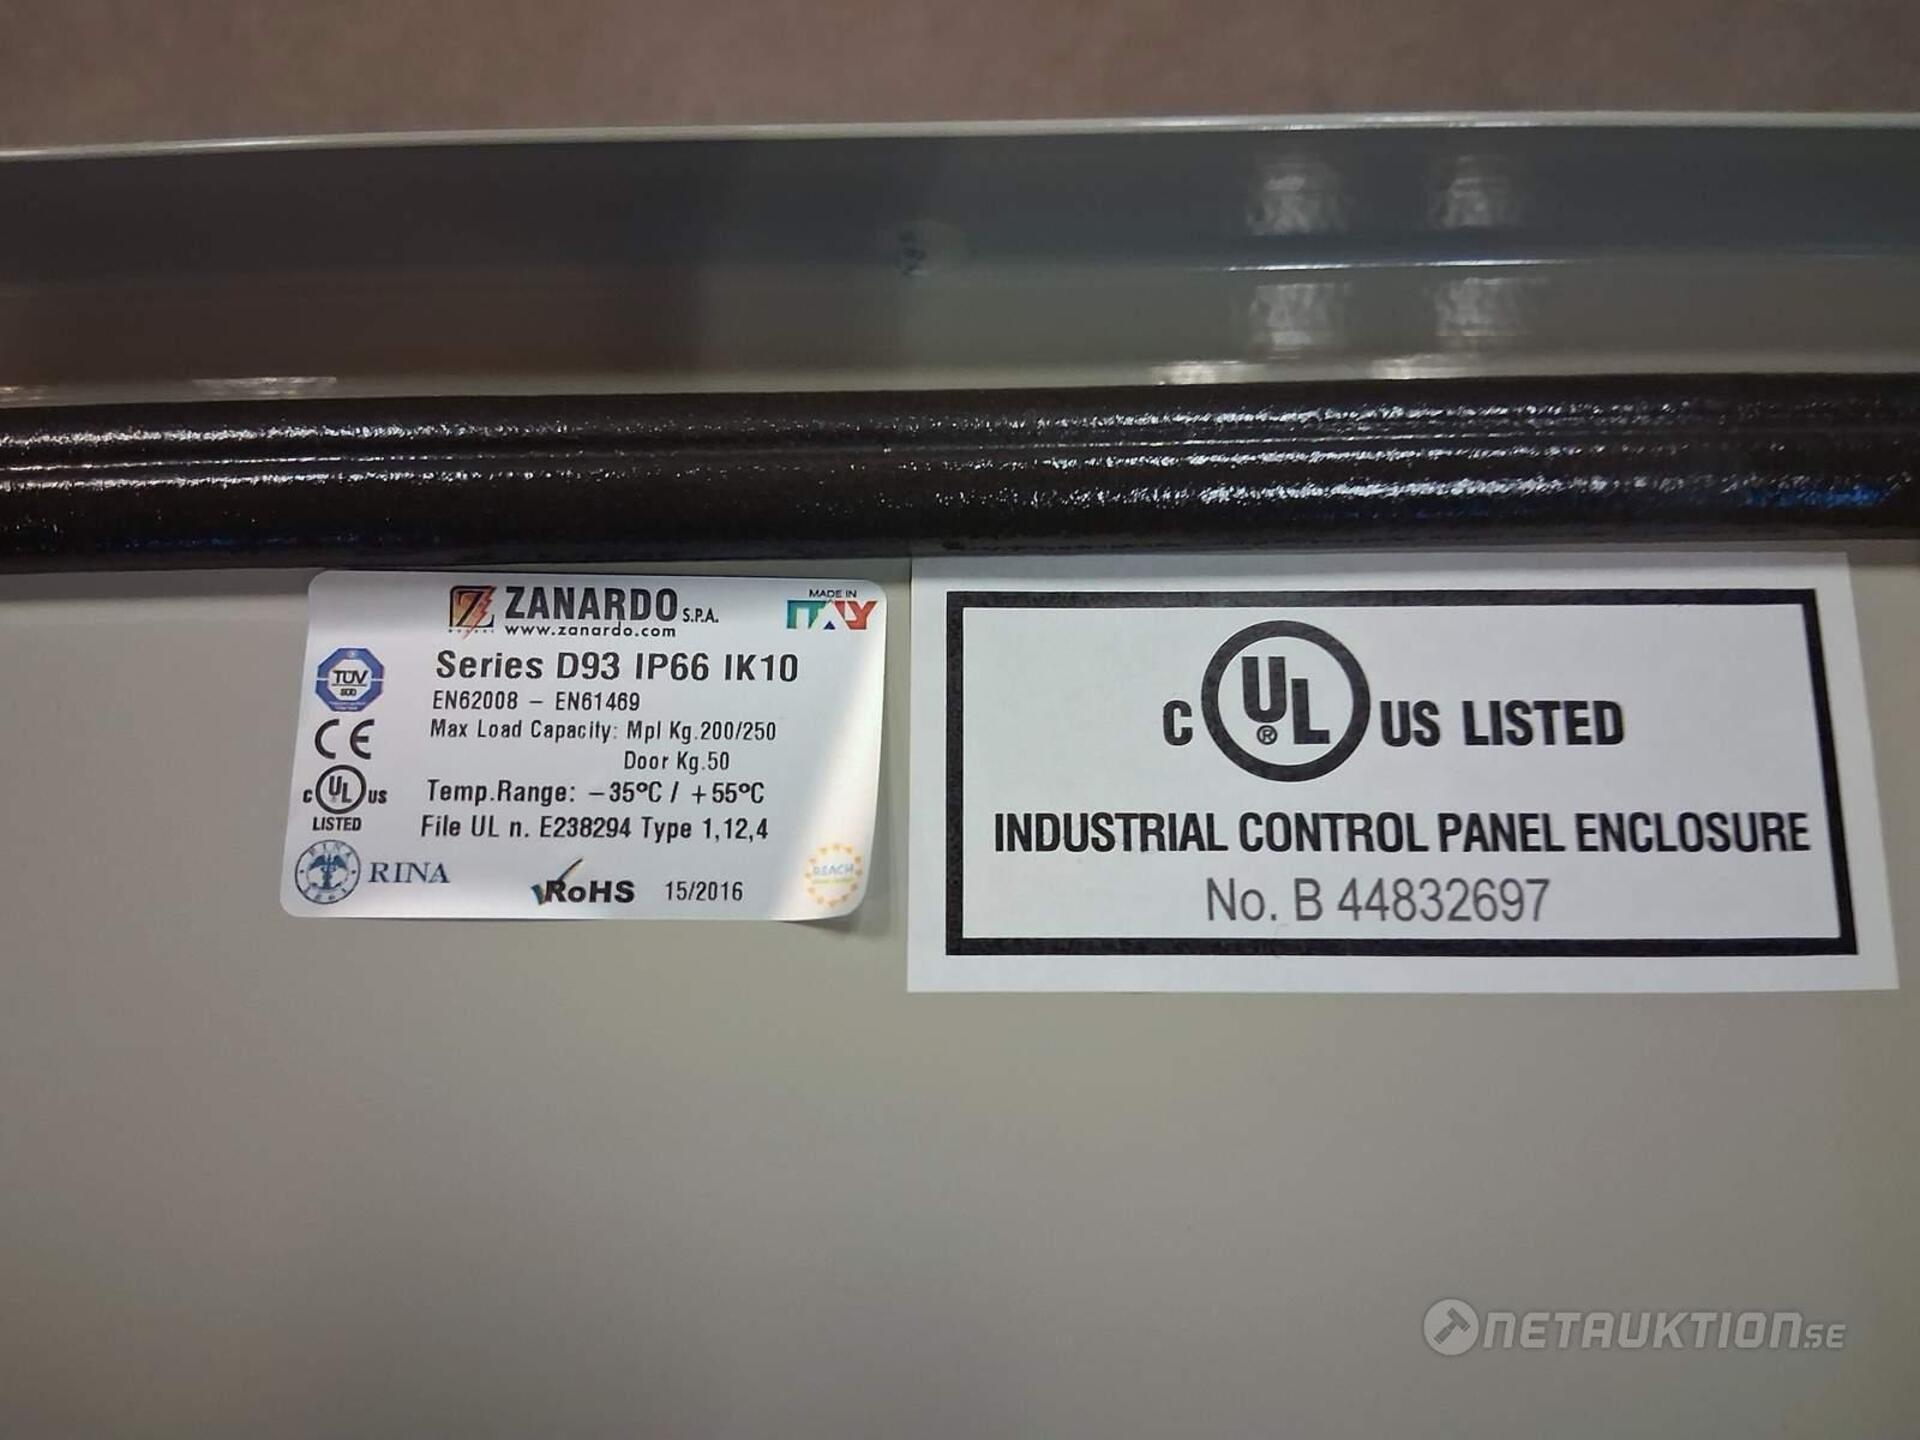 ZANARDO S.P.A.
www.zanardo.com
MADE IN
ITALY
Series D93 IP66 IK10
TÜV
SÜD
EN62008 - EN61469
Max Load Capacity: Mpl Kg.200/250
Door Kg.50
CE
Temp.Range: -35°C / +55°C
C UL US
LISTED
File UL n. E238294 Type 1,12,4
RINA
RINA
RoHS
15/2016
REACH
C UL® US LISTED
INDUSTRIAL CONTROL PANEL ENCLOSURE
No. B 44832697
NETAUKTION.SE